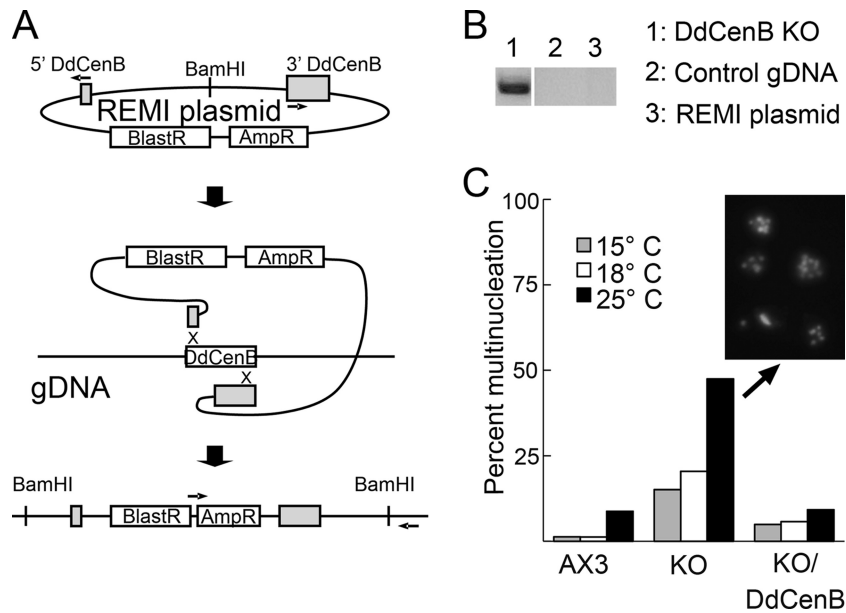 A
5' DdCenB
BamHI
3' DdCenB
REMI plasmid
BlastR
AmpR
BlastR
AmpR
X
DdCenB
X
gDNA
BamHI
BamHI
BlastR
AmpR
B
1 2 3
1: DdCenB KO
2: Control gDNA
3: REMI plasmid
C
Percent multinucleation
100
75
50
25
15° C
18° C
25° C
AX3
KO
KO/
DdCenB